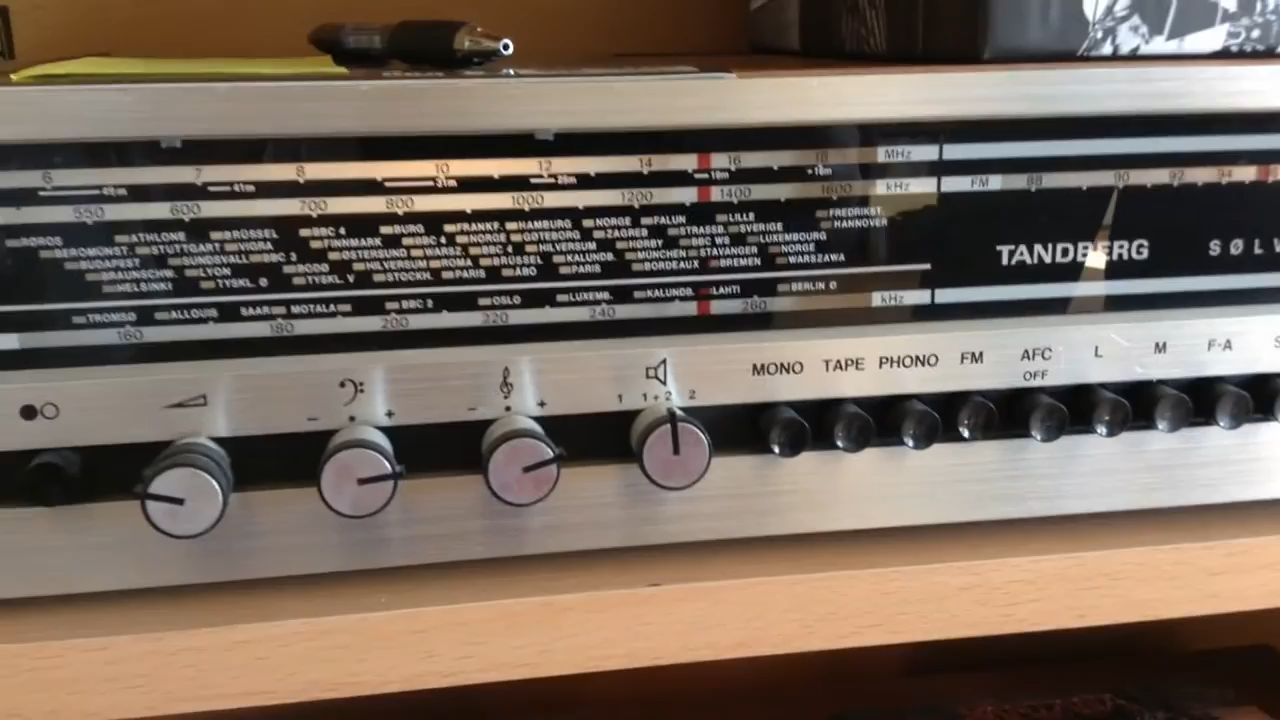 6 7 8 10 12 14 16 18 MHz
49m 41m 31m 25m 19m 16m
550 600 700 800 1000 1200 1400 1600 kHz
FM 88 90 92 94
ATHLONE BRÜSSEL BBC 4 BURG FRANKF. HAMBURG NORGE FALUN LILLE FREDRIKST.
RÖROS STUTTGART VIGRA FINNMARK BBC 4 NORGE GÖTEBORG ZAGREB STRASSB. SVERIGE HANNOVER
BEROMÜNST. SUNDSVALL BBC 3 ØSTERSUND WARSZ. BBC 4 HILVERSUM HØRBY BBC WS LUXEMBOURG
BUDAPEST LYON BODØ HILVERSUM ROMA BRÜSSEL KALUNDB. MÜNCHEN STAVANGER NORGE
BRAUNSCHW. TYSKL. Ø TYSKL. V STOCKH. PARIS ÅBO PARIS BORDEAUX BREMEN WARSZAWA
HELSINKI
TROMSØ ALLOUIS SAAR MOTALA BBC 2 OSLO LUXEMB. KALUNDB. LAHTI BERLIN Ø
160 180 200 220 240 260 kHz
TANDBERG SØLV
MONO TAPE PHONO FM AFC L M F-A
OFF
- + - + 1 1+2 2